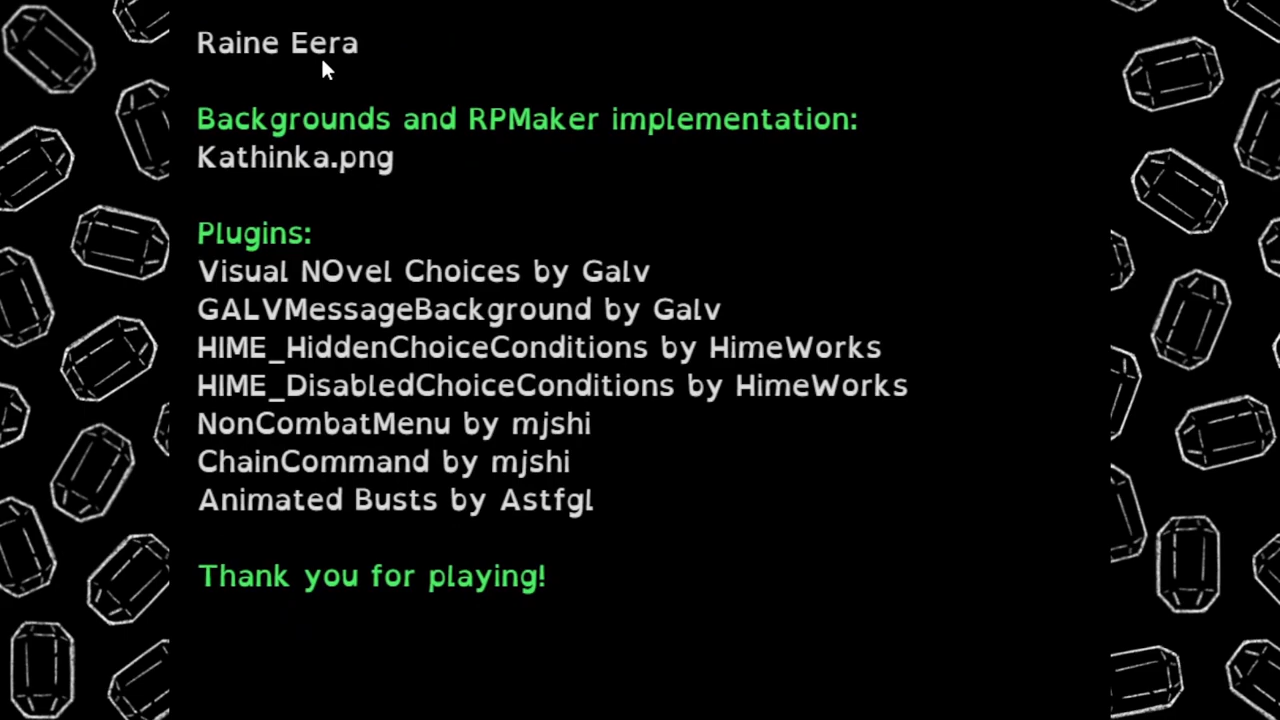 Raine Eera
Backgrounds and RPMaker implementation:
Kathinka.png
Plugins:
Visual NOvel Choices by Galv
GALVMessageBackground by Galv
HIME_HiddenChoiceConditions by HimeWorks
HIME_DisabledChoiceConditions by HimeWorks
NonCombatMenu by mjshi
ChainCommand by mjshi
Animated Busts by Astfgl
Thank you for playing!